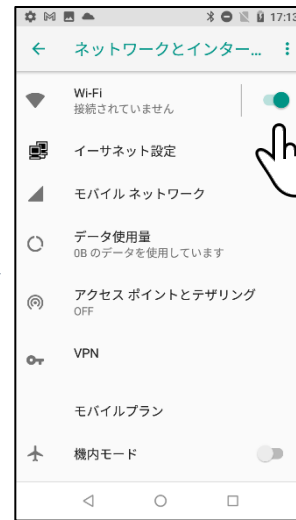 17:13
ネットワークとインター...
Wi-Fi
接続されていません
イーサネット設定
モバイル ネットワーク
データ使用量
0B のデータを使用しています
アクセス ポイントとテザリング
OFF
VPN
モバイルプラン
機内モード